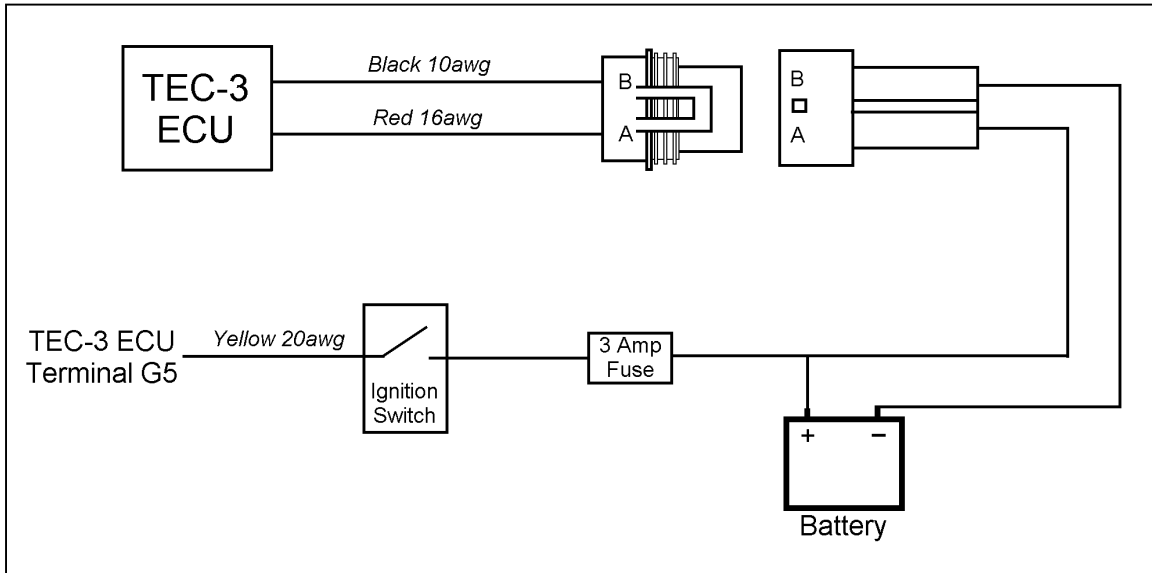 TEC-3
ECU
Black 10awg
Red 16awg
B
A
B
A
TEC-3 ECU
Terminal G5
Yellow 20awg
Ignition
Switch
3 Amp
Fuse
+ −
Battery